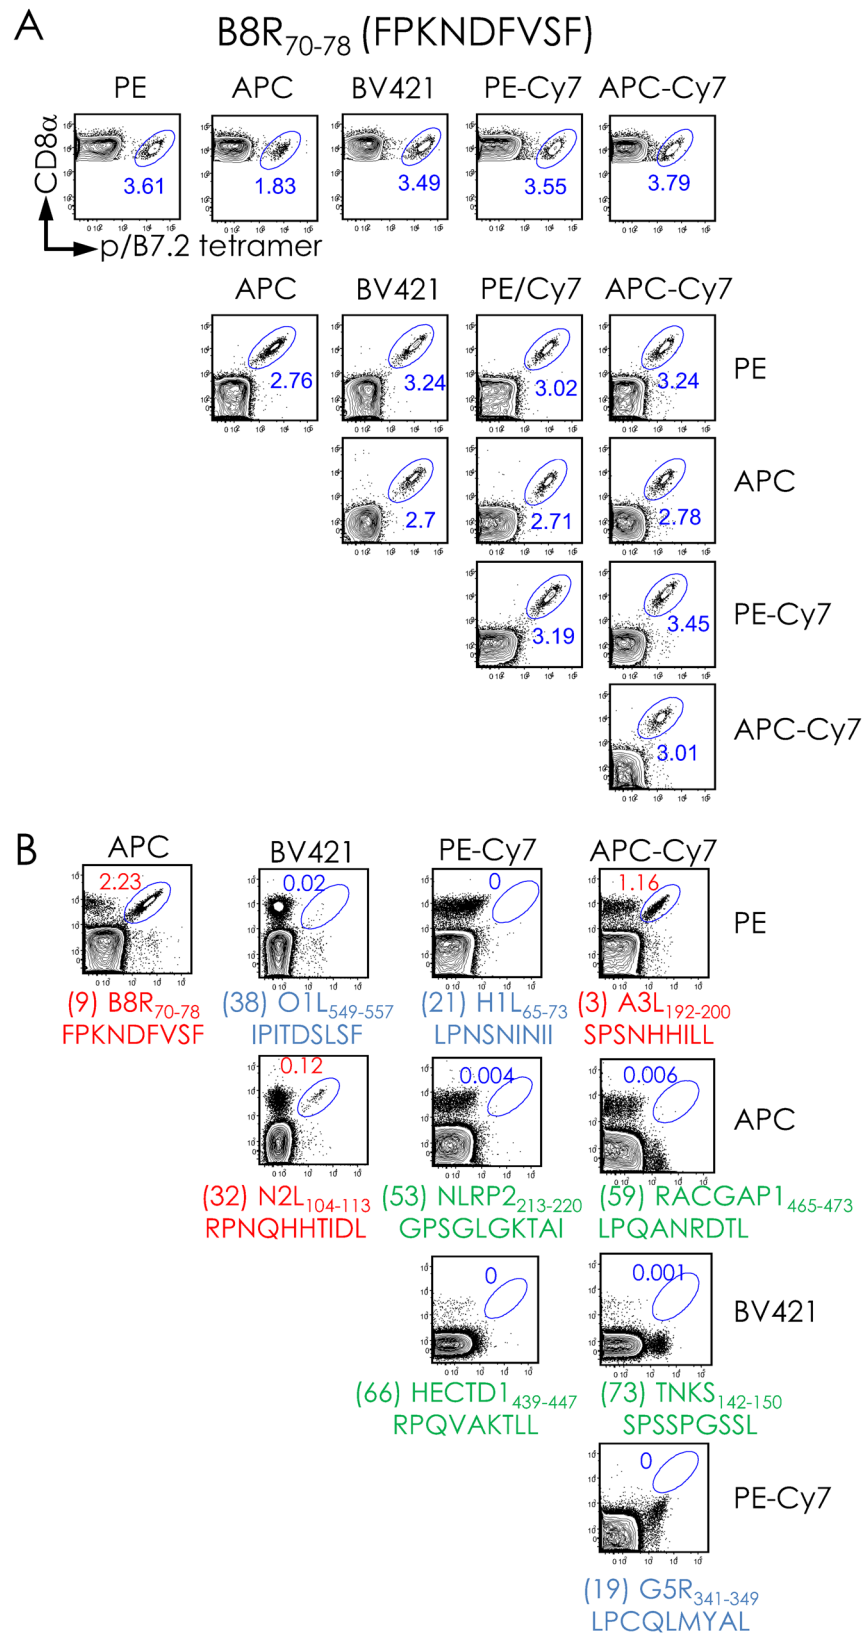 A
B8R70-78 (FPKNDFVSF)
PE APC BV421 PE-Cy7 APC-Cy7
CD8α
3.61 1.83 3.49 3.55 3.79
p/B7.2 tetramer
APC BV421 PE/Cy7 APC-Cy7
2.76 3.24 3.02 3.24 PE
2.7 2.71 2.78 APC
3.19 3.45 PE-Cy7
3.01 APC-Cy7
B
APC BV421 PE-Cy7 APC-Cy7
2.23 0.02 0 1.16 PE
(9) B8R70-78 (38) O1L549-557 (21) H1L65-73 (3) A3L192-200
FPKNDFVSF IPITDSLSF LPNSNINII SPSNHHILL
0.12 0.004 0.006 APC
(32) N2L104-113 (53) NLRP2213-220 (59) RACGAP1465-473
RPNQHHTIDL GPSGLGKTAI LPQANRDTL
0 0.001 BV421
(66) HECTD1439-447 (73) TNKS142-150
RPQVAKTLL SPSSPGSSL
0 PE-Cy7
(19) G5R341-349
LPCQLMYAL